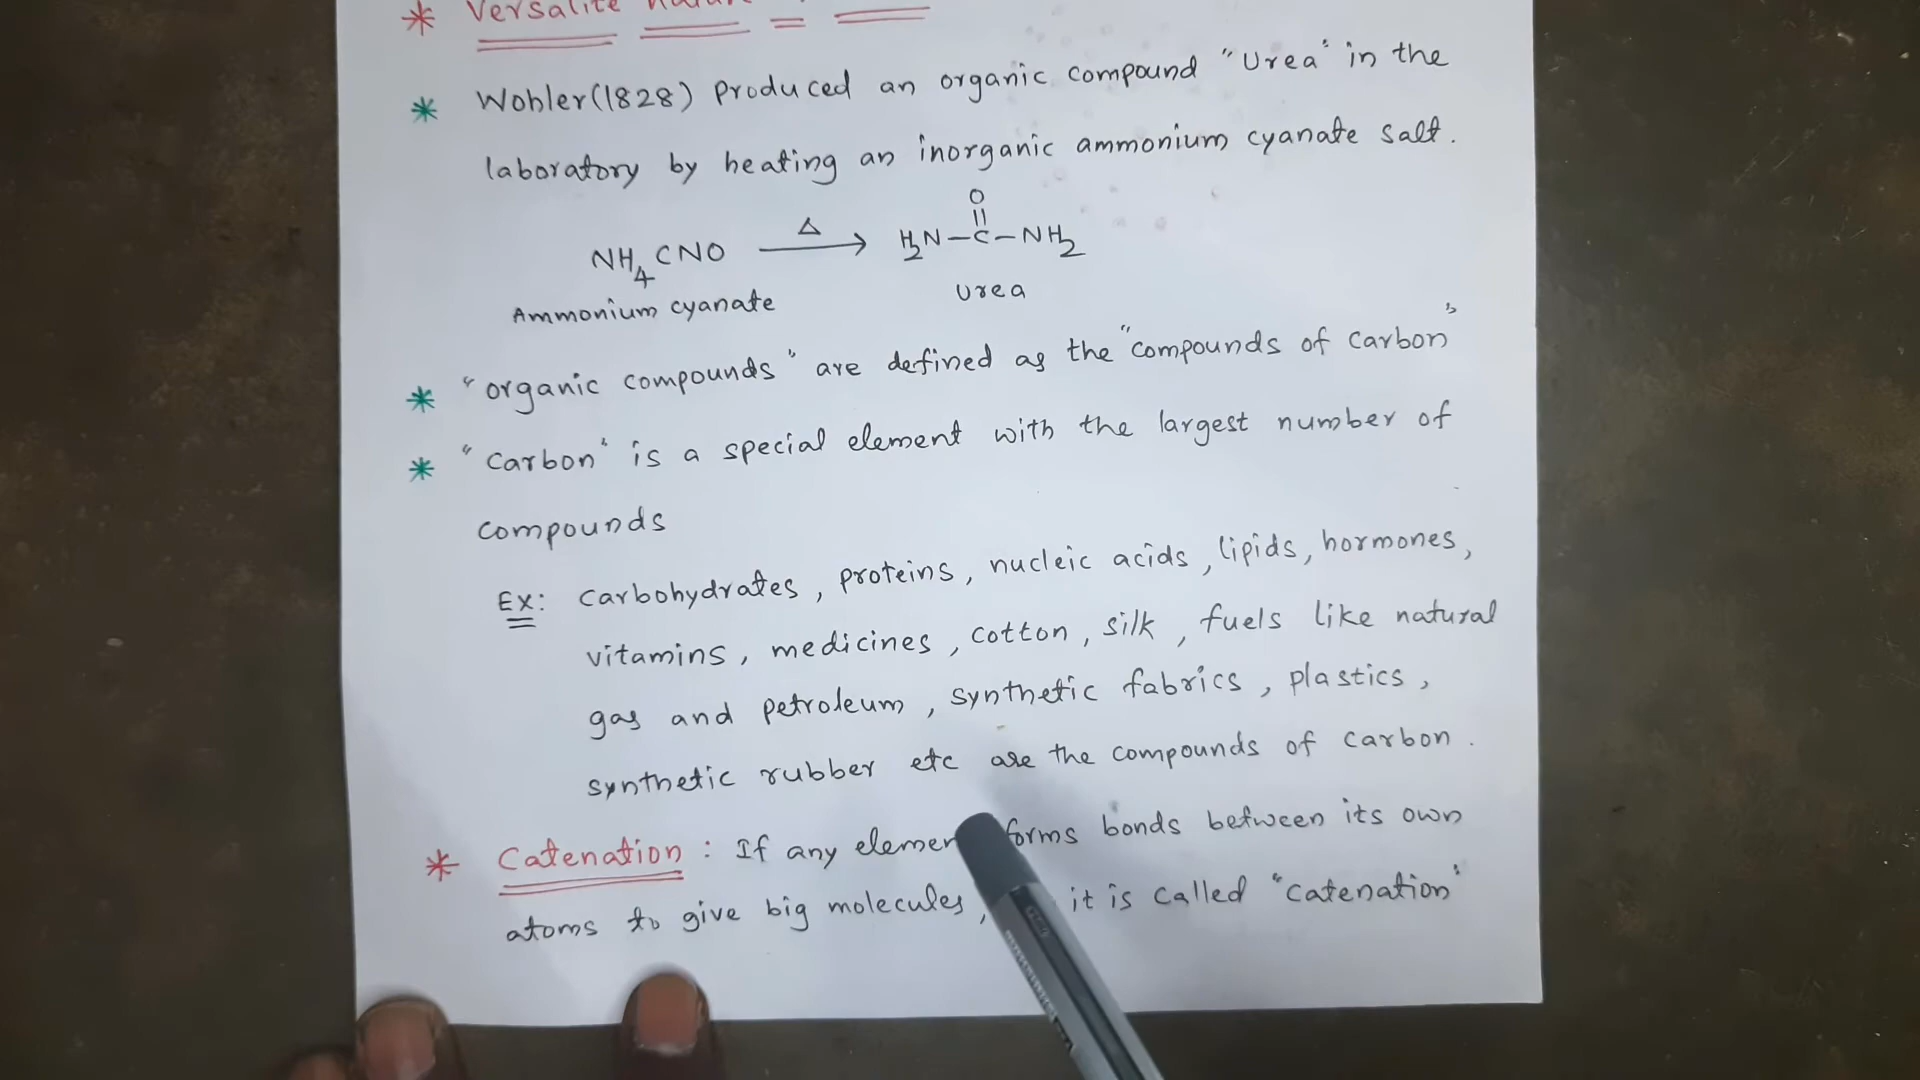 * Versalite
* Wohler(1828) produced an organic compound "Urea" in the
laboratory by heating an inorganic ammonium cyanate salt.
NH4CNO —Δ→ H2N–C(=O)–NH2
Ammonium cyanate Urea
* "organic compounds" are defined as the "compounds of carbon"
* "carbon" is a special element with the largest number of
compounds
Ex: carbohydrates, proteins, nucleic acids, lipids, hormones,
vitamins, medicines, cotton, silk, fuels like natural
gas and petroleum, synthetic fabrics, plastics,
synthetic rubber etc are the compounds of carbon.
* Catenation: If any elemen forms bonds between its own
atoms to give big molecules, it is called "catenation"